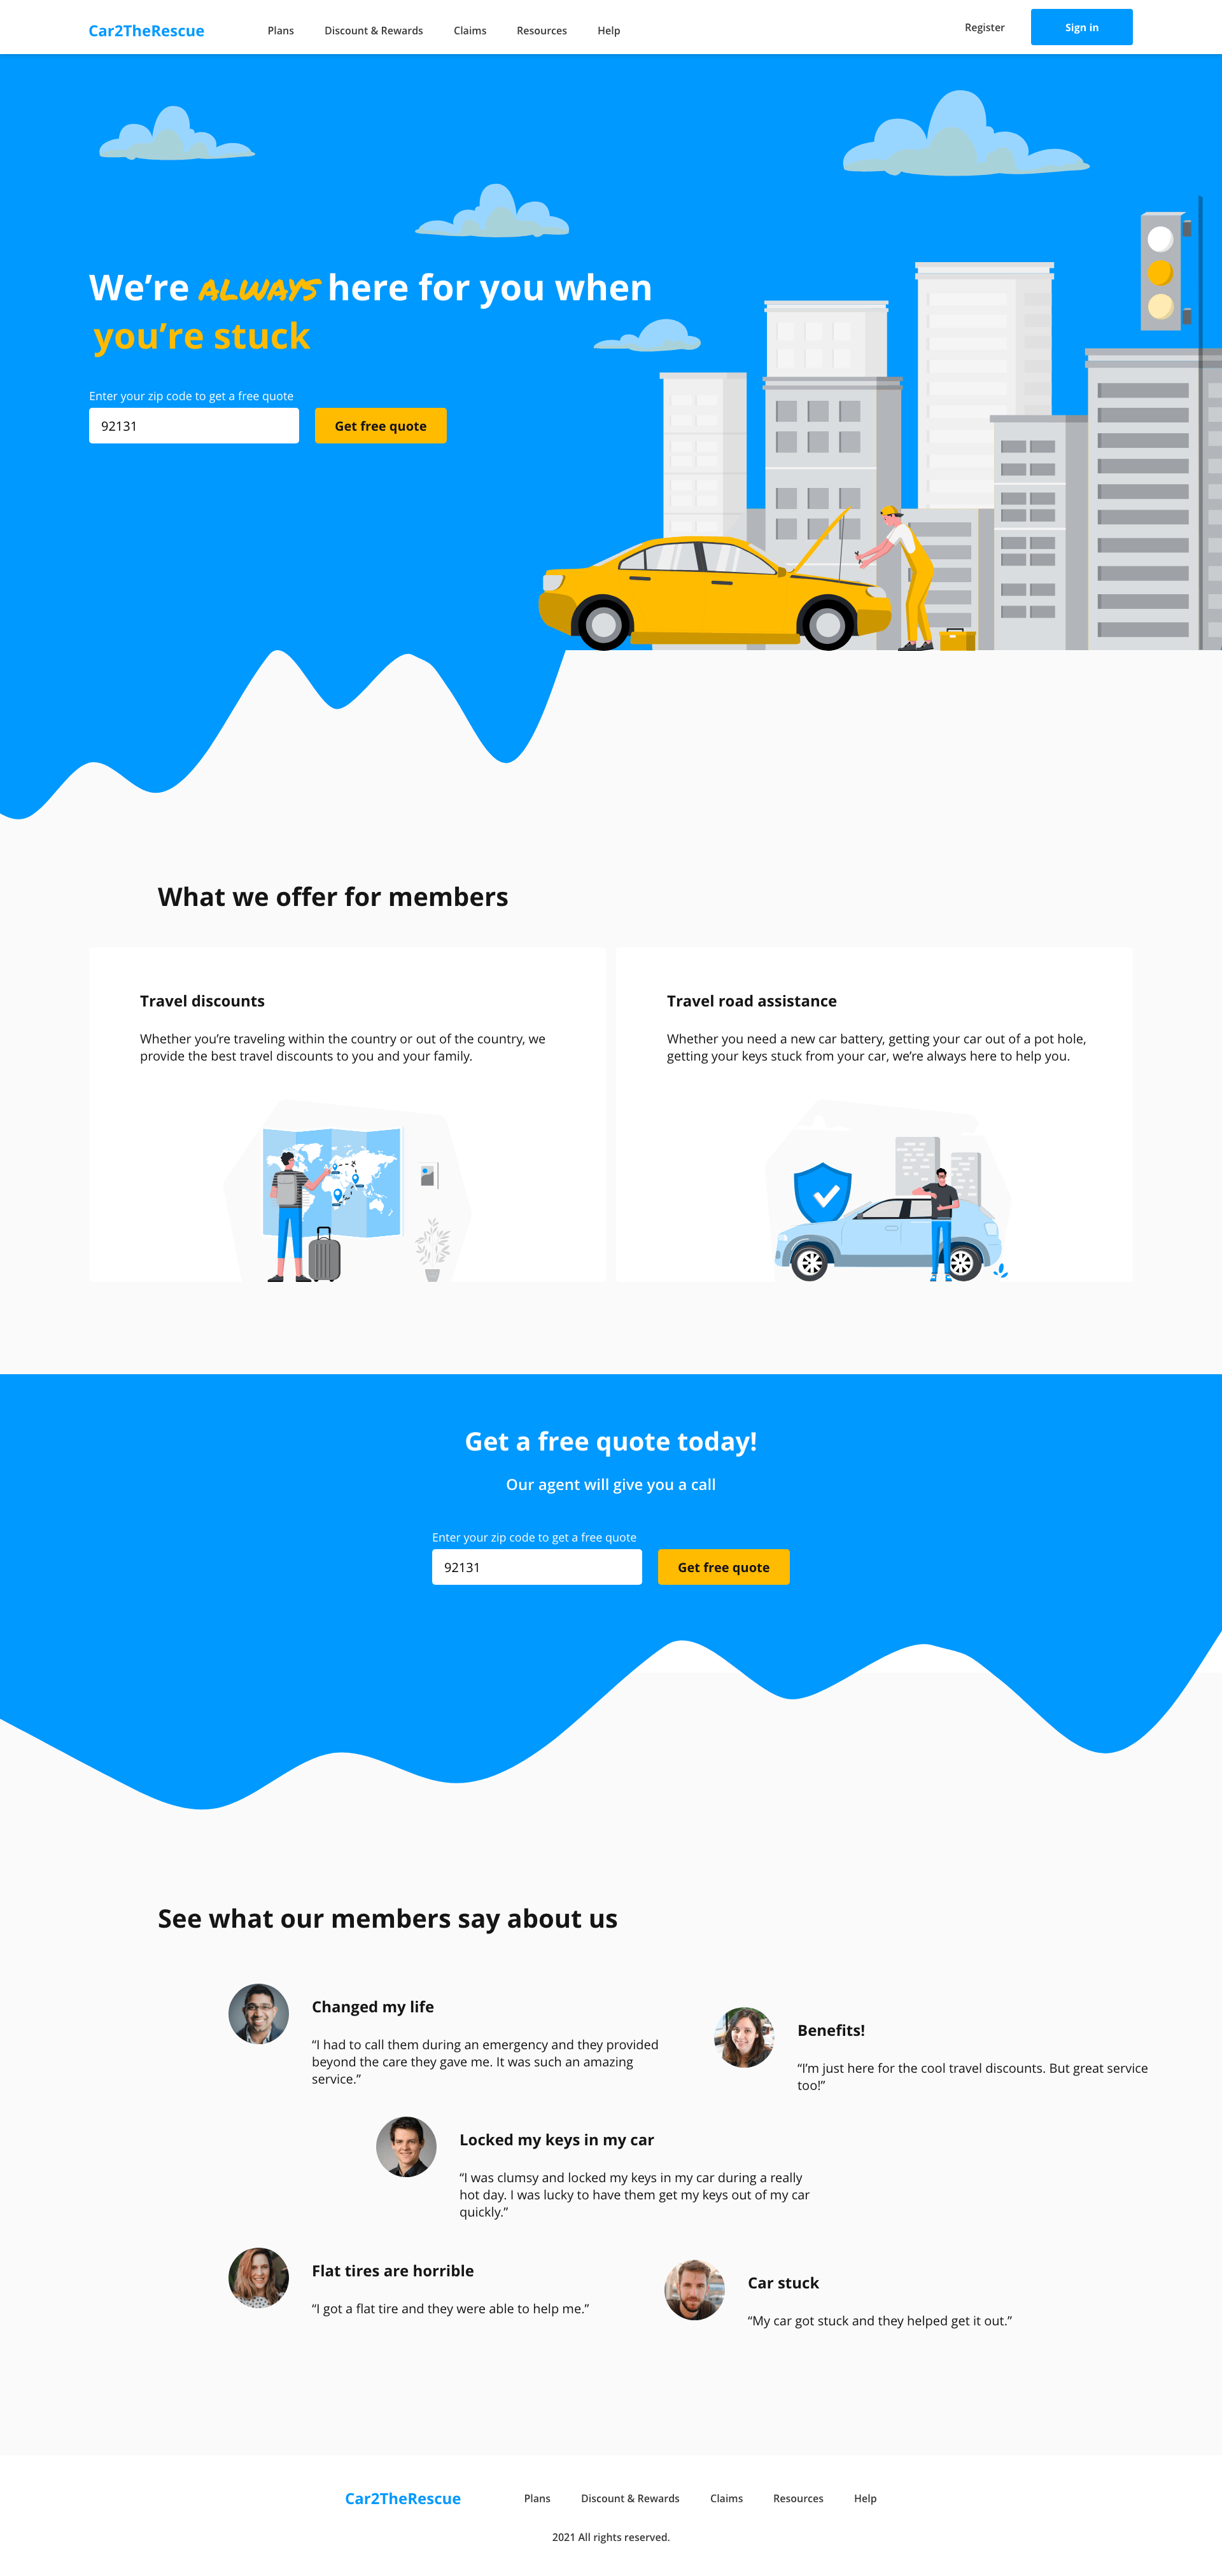 Car2TheRescue
Plans
Discount & Rewards
Claims
Resources
Help
Register
Sign in
We’re ALWAYS here for you when
you’re stuck
Enter your zip code to get a free quote
92131
Get free quote
What we offer for members
Travel discounts
Whether you’re traveling within the country or out of the country, we
provide the best travel discounts to you and your family.
Travel road assistance
Whether you need a new car battery, getting your car out of a pot hole,
getting your keys stuck from your car, we’re always here to help you.
Get a free quote today!
Our agent will give you a call
Enter your zip code to get a free quote
92131
Get free quote
See what our members say about us
Changed my life
“I had to call them during an emergency and they provided
beyond the care they gave me. It was such an amazing
service.”
Benefits!
“I’m just here for the cool travel discounts. But great service
too!”
Locked my keys in my car
“I was clumsy and locked my keys in my car during a really
hot day. I was lucky to have them get my keys out of my car
quickly.”
Flat tires are horrible
“I got a flat tire and they were able to help me.”
Car stuck
“My car got stuck and they helped get it out.”
Car2TheRescue
Plans
Discount & Rewards
Claims
Resources
Help
2021 All rights reserved.